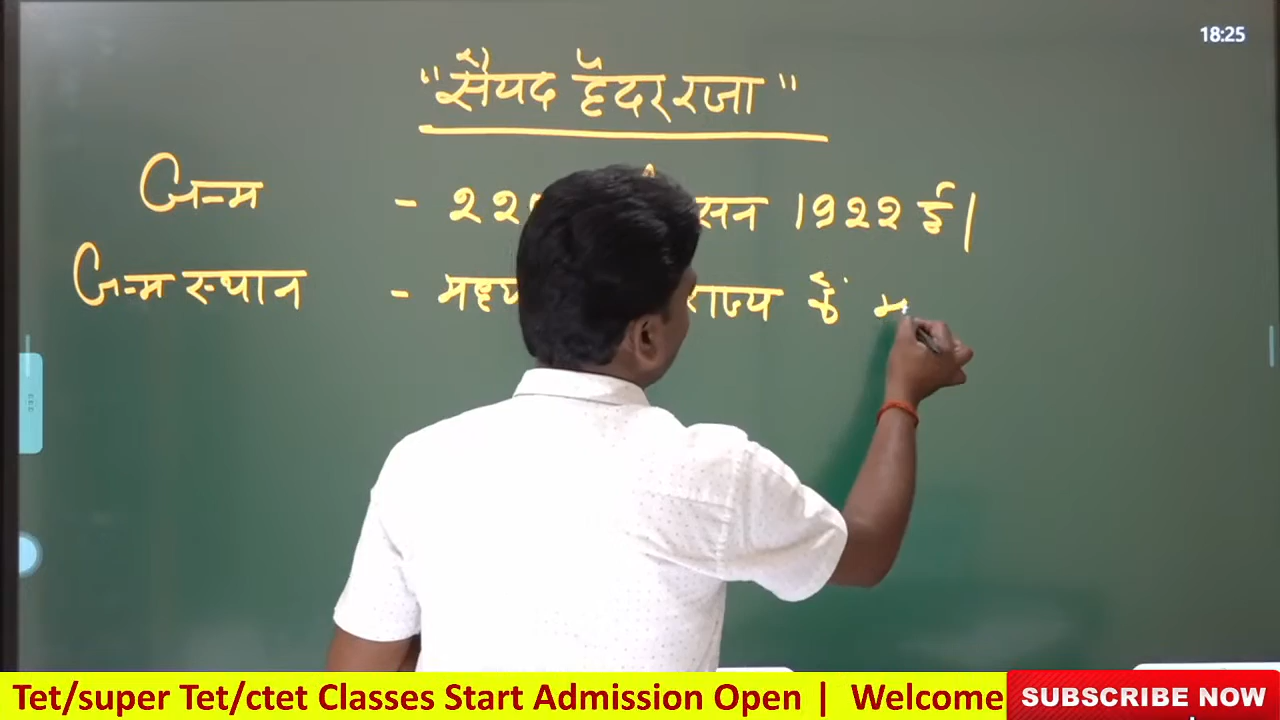 18:25
"सैयद हैदर रजा"
जन्म - 22 सन 1922 ई|
जन्म स्थान - मध्य राज्य के
Tet/super Tet/ctet Classes Start Admission Open | Welcome
SUBSCRIBE NOW